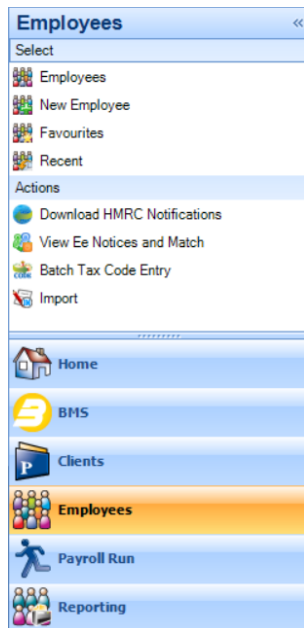 Employees «
Select
Employees
New Employee
Favourites
Recent
Actions
Download HMRC Notifications
View Ee Notices and Match
CODE Batch Tax Code Entry
Import
Home
BMS
P Clients
Employees
Payroll Run
Reporting